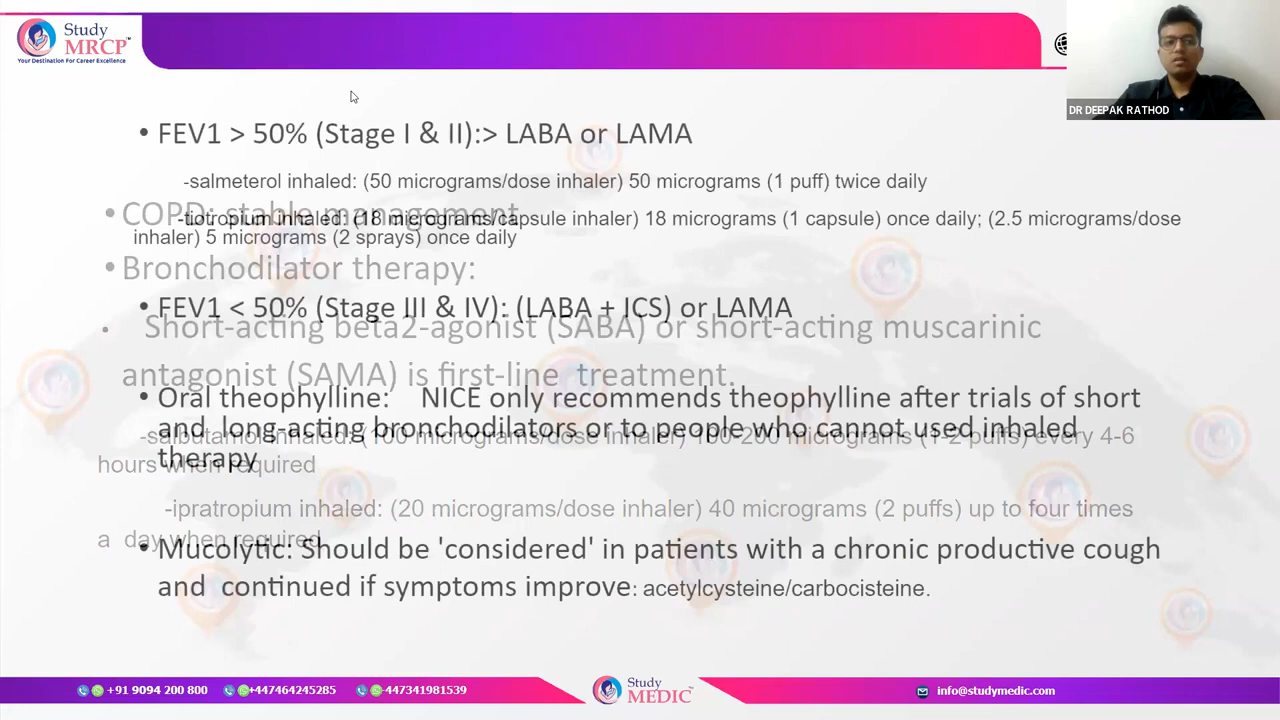 Study
MRCP™
Your Destination For Career Excellence
DR DEEPAK RATHOD
• FEV1 > 50% (Stage I & II):> LABA or LAMA
-salmeterol inhaled: (50 micrograms/dose inhaler) 50 micrograms (1 puff) twice daily
• COPD: stable management
-tiotropium inhaled: (18 micrograms/capsule inhaler) 18 micrograms (1 capsule) once daily; (2.5 micrograms/dose
inhaler) 5 micrograms (2 sprays) once daily
• Bronchodilator therapy:
• FEV1 < 50% (Stage III & IV): (LABA + ICS) or LAMA
• Short-acting beta2-agonist (SABA) or short-acting muscarinic
antagonist (SAMA) is first-line treatment.
• Oral theophylline: NICE only recommends theophylline after trials of short
and long-acting bronchodilators or to people who cannot used inhaled
therapy
-salbutamol inhaled: (100 micrograms/dose inhaler) 100-200 micrograms (1-2 puffs) every 4-6
hours when required
-ipratropium inhaled: (20 micrograms/dose inhaler) 40 micrograms (2 puffs) up to four times
a day when required
• Mucolytic: Should be 'considered' in patients with a chronic productive cough
and continued if symptoms improve: acetylcysteine/carbocisteine.
+91 9094 200 800
+447464245285
447341981539
Study
MEDIC™
info@studymedic.com